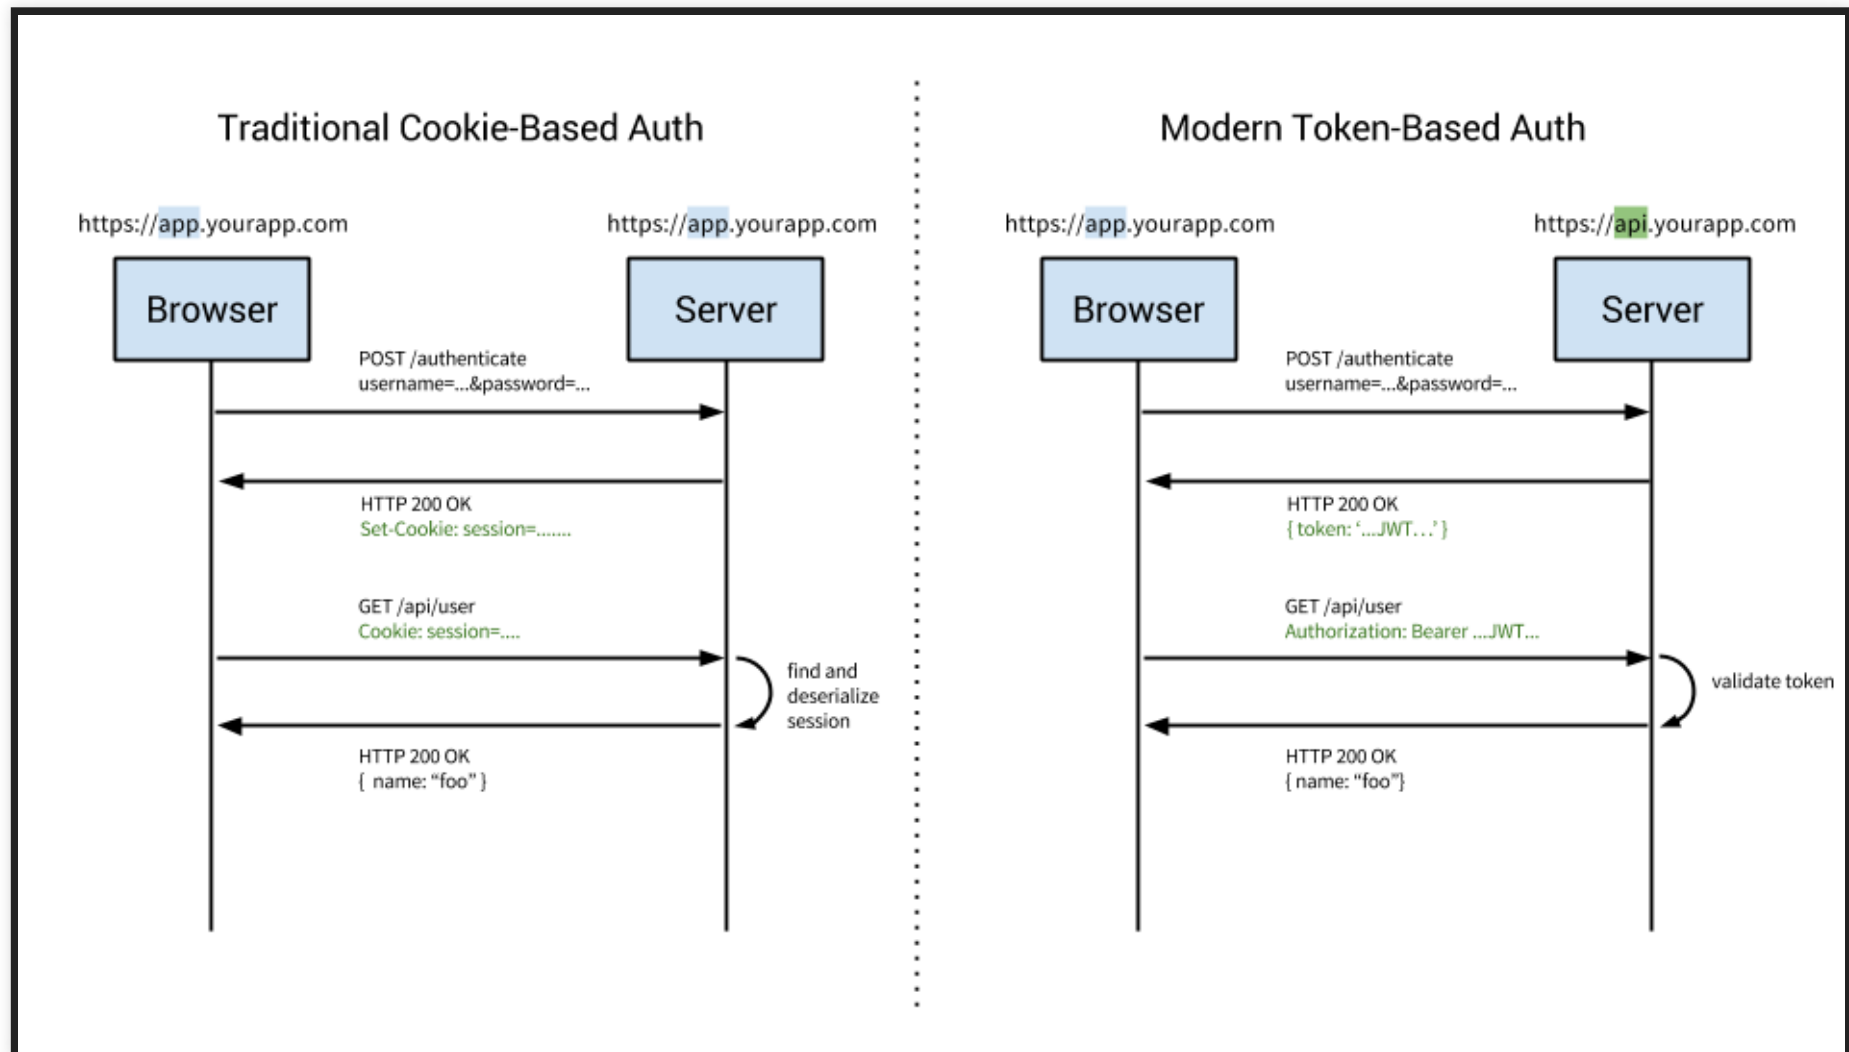 Traditional Cookie-Based Auth
https://app.yourapp.com
https://app.yourapp.com
Browser
Server
POST /authenticate
username=...&password=...
HTTP 200 OK
Set-Cookie: session=.......
GET /api/user
Cookie: session=....
find and
deserialize
session
HTTP 200 OK
{ name: “foo” }
Modern Token-Based Auth
https://app.yourapp.com
https://api.yourapp.com
Browser
Server
POST /authenticate
username=...&password=...
HTTP 200 OK
{ token: ‘...JWT...’ }
GET /api/user
Authorization: Bearer ...JWT...
validate token
HTTP 200 OK
{ name: “foo”}